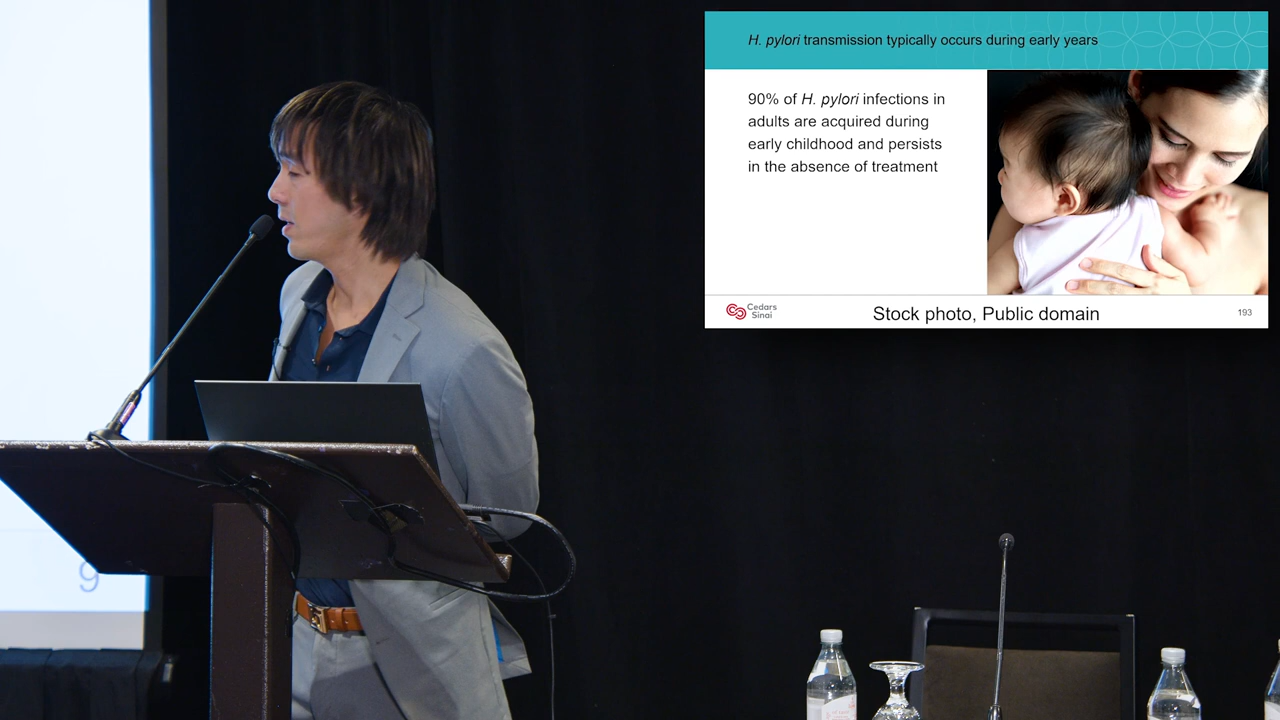 H. pylori transmission typically occurs during early years
90% of H. pylori infections in
adults are acquired during
early childhood and persists
in the absence of treatment
Cedars
Sinai
Stock photo, Public domain
193
9